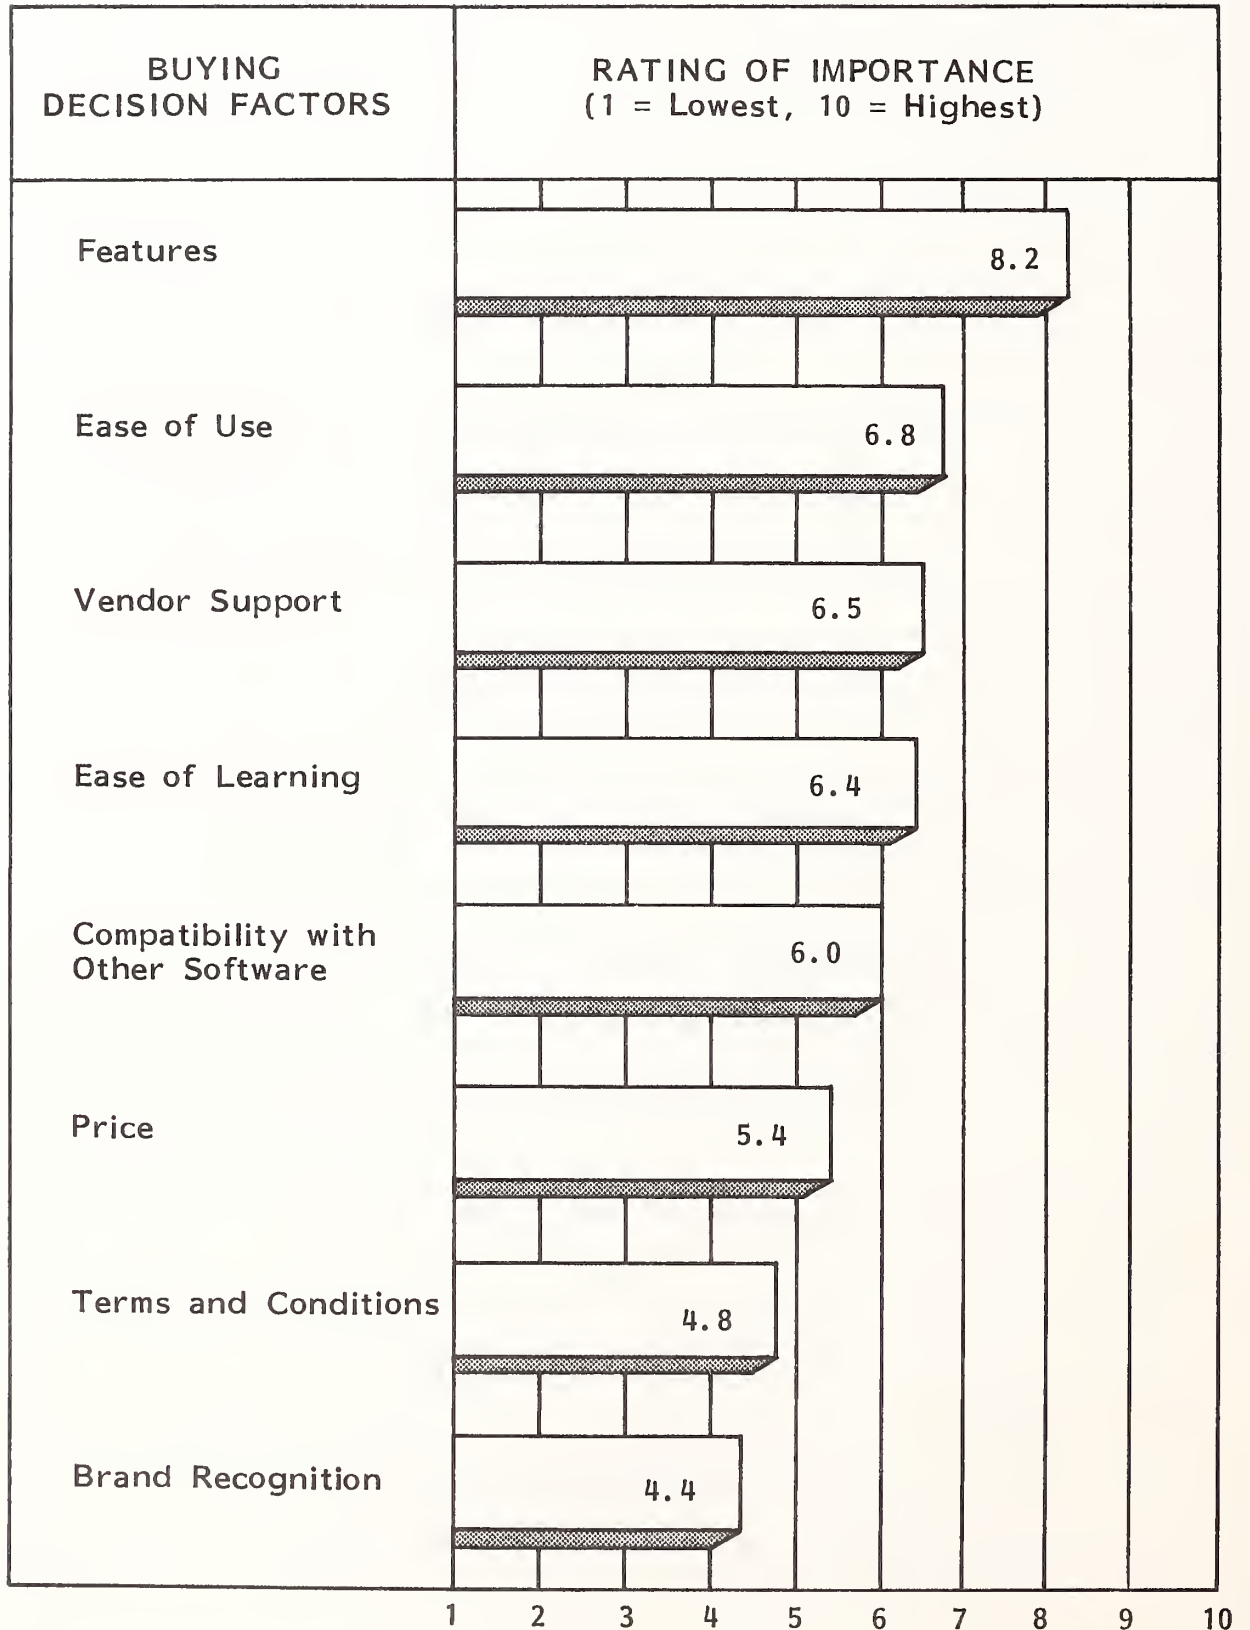 BUYING
DECISION FACTORS
RATING OF IMPORTANCE
(1 = Lowest, 10 = Highest)
Features
8.2
Ease of Use
6.8
Vendor Support
6.5
Ease of Learning
6.4
Compatibility with
Other Software
6.0
Price
5.4
Terms and Conditions
4.8
Brand Recognition
4.4
1 2 3 4 5 6 7 8 9 10